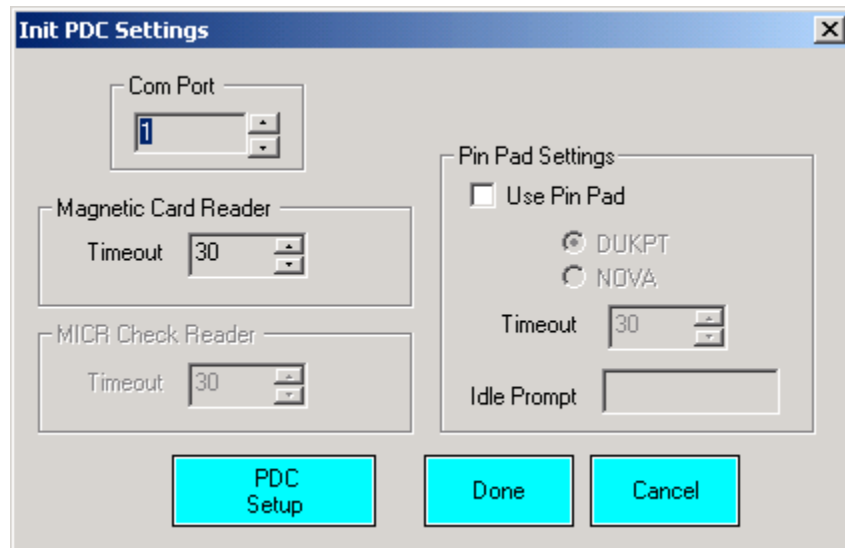 Init PDC Settings
Com Port
1
Magnetic Card Reader
Timeout 30
MICR Check Reader
Timeout 30
Pin Pad Settings
Use Pin Pad
DUKPT
NOVA
Timeout 30
Idle Prompt
PDC
Setup
Done
Cancel